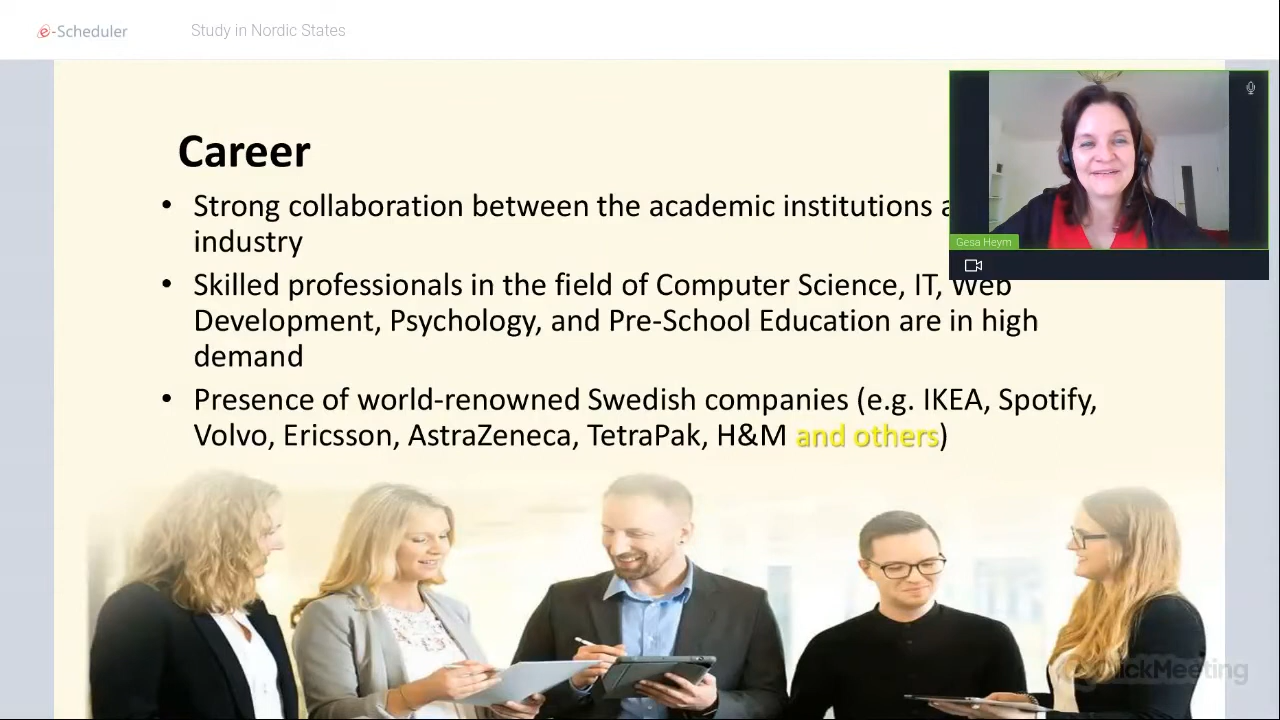 e-Scheduler
Study in Nordic States
Career
• Strong collaboration between the academic institutions a
industry
• Skilled professionals in the field of Computer Science, IT, Web
Development, Psychology, and Pre-School Education are in high
demand
• Presence of world-renowned Swedish companies (e.g. IKEA, Spotify,
Volvo, Ericsson, AstraZeneca, TetraPak, H&M and others)
Gesa Heym
ClickMeeting